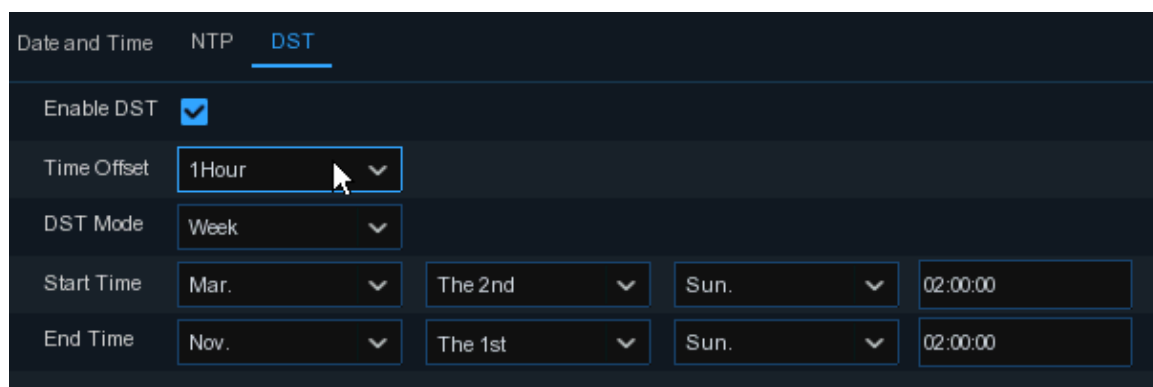 Date and Time NTP DST
Enable DST
Time Offset 1Hour
DST Mode Week
Start Time Mar. The 2nd Sun. 02:00:00
End Time Nov. The 1st Sun. 02:00:00